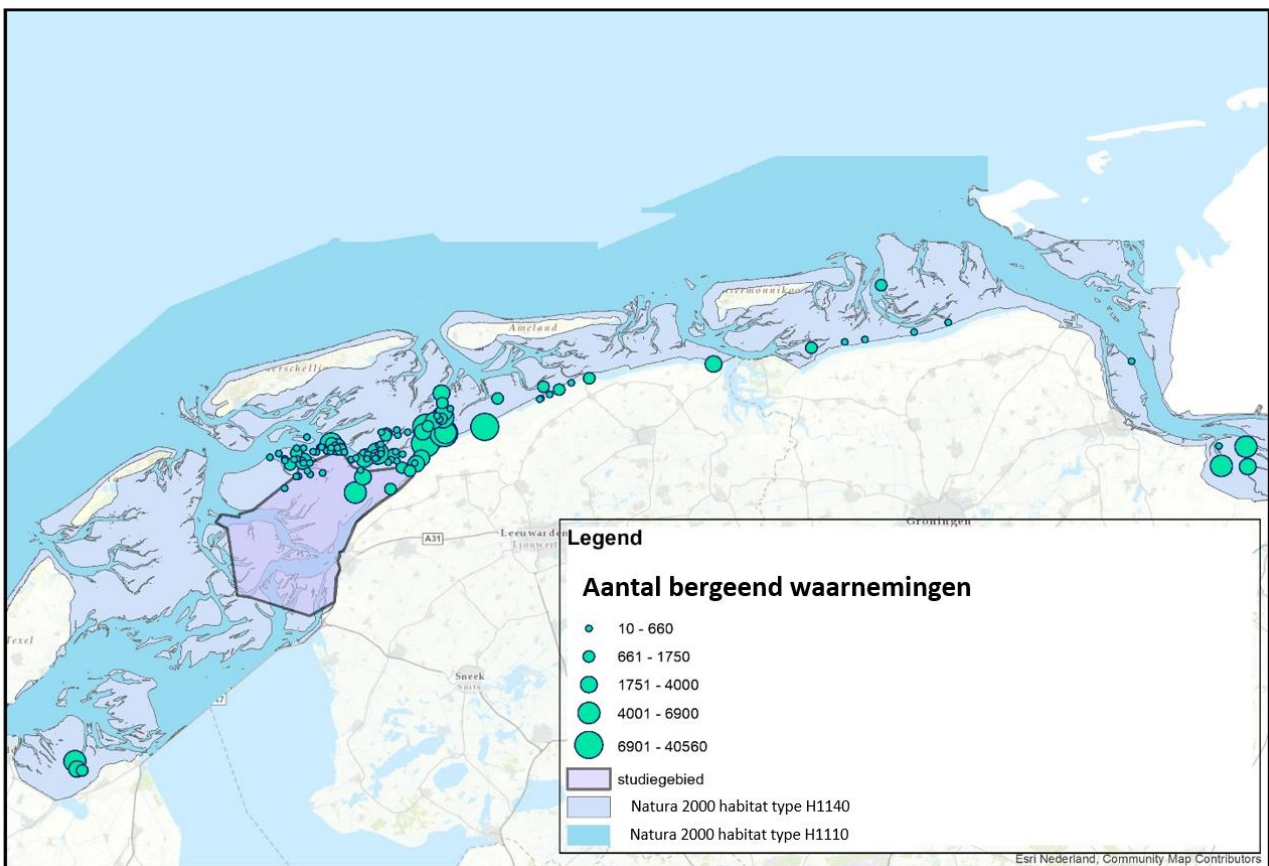 Ameland
A31
Leeuwarden
Ljouwert
Groningen
Texel
Sneek
Snits
Legend
Aantal bergeend waarnemingen
10 - 660
661 - 1750
1751 - 4000
4001 - 6900
6901 - 40560
studiegebied
Natura 2000 habitat type H1140
Natura 2000 habitat type H1110
Esri Nederland, Community Map Contributors